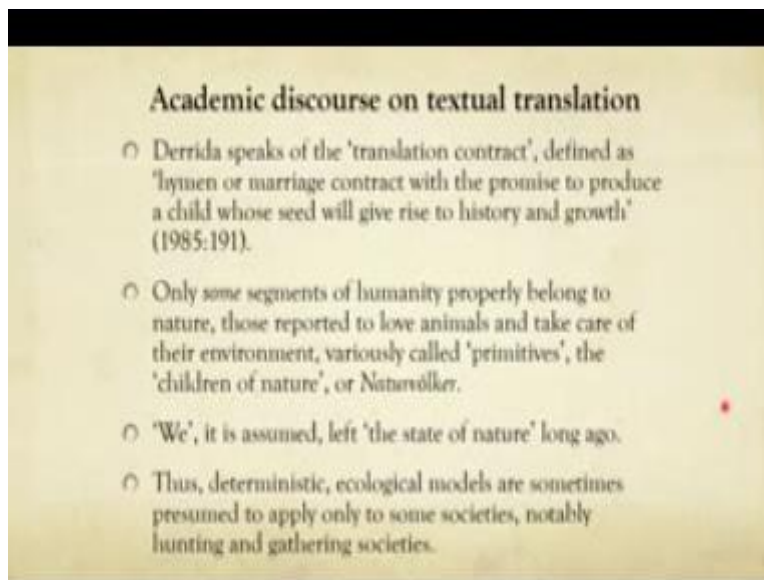 Academic discourse on textual translation
Derrida speaks of the 'translation contract', defined as
'hymen or marriage contract with the promise to produce
a child whose seed will give rise to history and growth'
(1985:191).
Only some segments of humanity properly belong to
nature, those reported to love animals and take care of
their environment, variously called 'primitives', the
'children of nature', or Naturvölker.
'We', it is assumed, left 'the state of nature' long ago.
Thus, deterministic, ecological models are sometimes
presumed to apply only to some societies, notably
hunting and gathering societies.